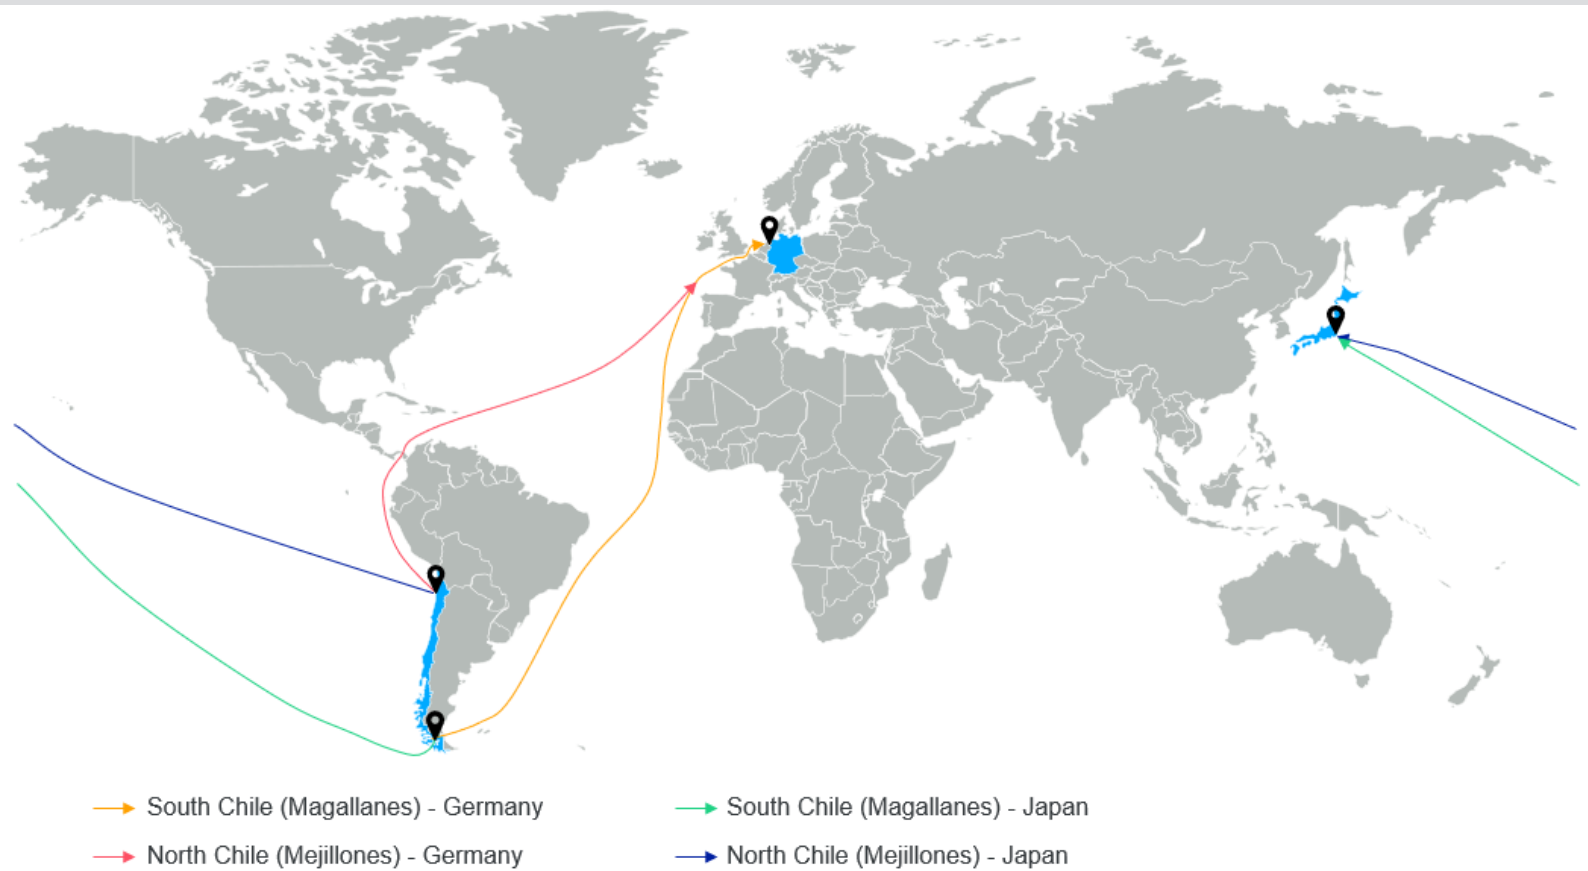 South Chile (Magallanes) - Germany
South Chile (Magallanes) - Japan
North Chile (Mejillones) - Germany
North Chile (Mejillones) - Japan